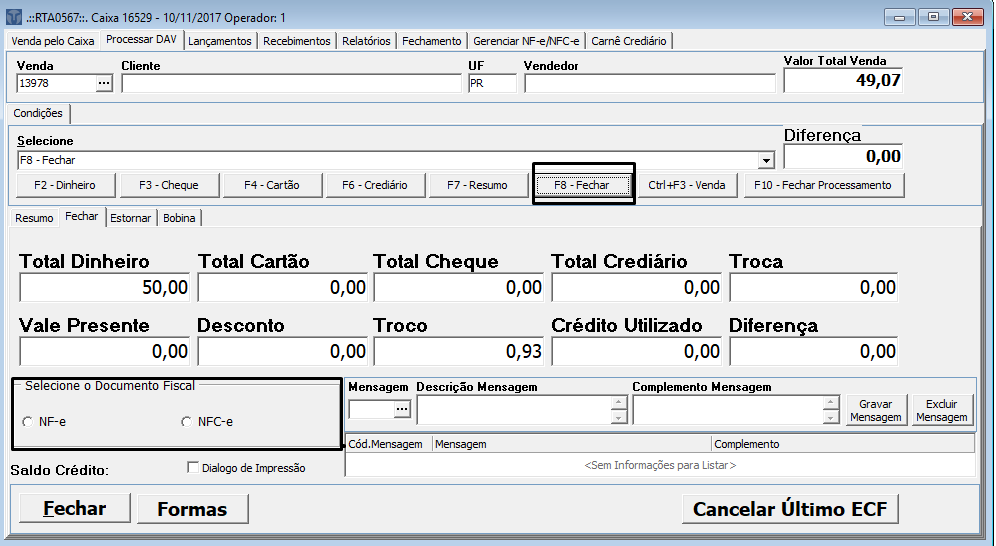 .::RTA0567::. Caixa 16529 - 10/11/2017 Operador: 1
Venda pelo Caixa Processar DAV Lançamentos Recebimentos Relatórios Fechamento Gerenciar NF-e/NFC-e Carnê Crediário
Venda Cliente UF Vendedor Valor Total Venda
13978 ... PR 49,07
Condições
Selecione Diferença
F8 - Fechar 0,00
F2 - Dinheiro F3 - Cheque F4 - Cartão F6 - Crediário F7 - Resumo F8 - Fechar Ctrl+F3 - Venda F10 - Fechar Processamento
Resumo Fechar Estornar Bobina
Total Dinheiro Total Cartão Total Cheque Total Crediário Troca
50,00 0,00 0,00 0,00 0,00
Vale Presente Desconto Troco Crédito Utilizado Diferença
0,00 0,00 0,93 0,00 0,00
Selecione o Documento Fiscal
NF-e NFC-e
Mensagem Descrição Mensagem Complemento Mensagem
... Gravar Mensagem Excluir Mensagem
Cód.Mensagem Mensagem Complemento
<Sem Informações para Listar>
Saldo Crédito: Dialogo de Impressão
Fechar Formas Cancelar Último ECF